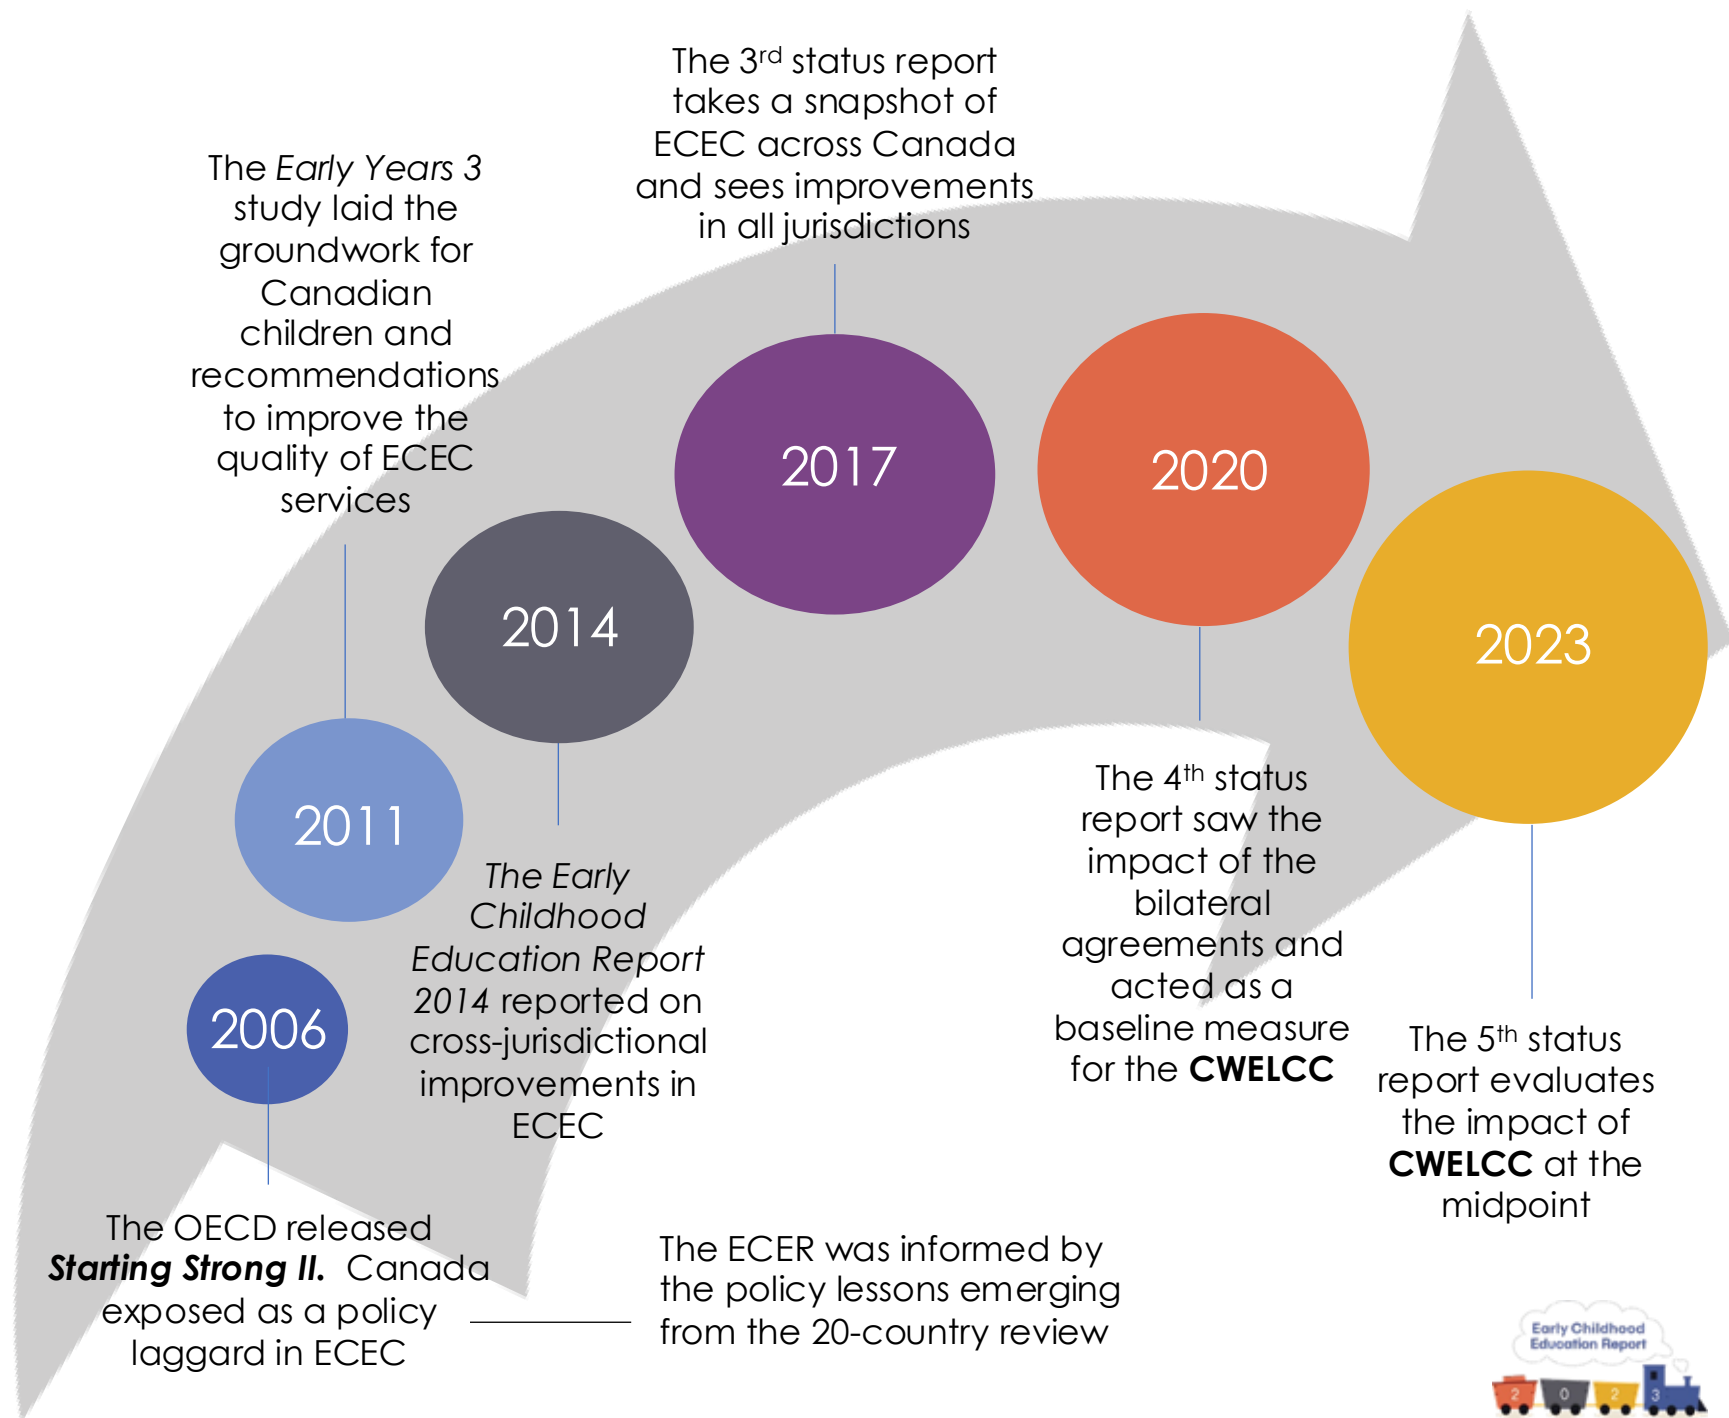 The 3rd status report
takes a snapshot of
ECEC across Canada
and sees improvements
in all jurisdictions
The Early Years 3
study laid the
groundwork for
Canadian
children and
recommendations
to improve the
quality of ECEC
services
2017
2020
2014
2023
2011
2006
The Early
Childhood
Education Report
2014 reported on
cross-jurisdictional
improvements in
ECEC
The 4th status
report saw the
impact of the
bilateral
agreements and
acted as a
baseline measure
for the CWELCC
The 5th status
report evaluates
the impact of
CWELCC at the
midpoint
The OECD released
Starting Strong II. Canada
exposed as a policy
laggard in ECEC
The ECER was informed by
the policy lessons emerging
from the 20-country review
Early Childhood
Education Report
2 0 2 3